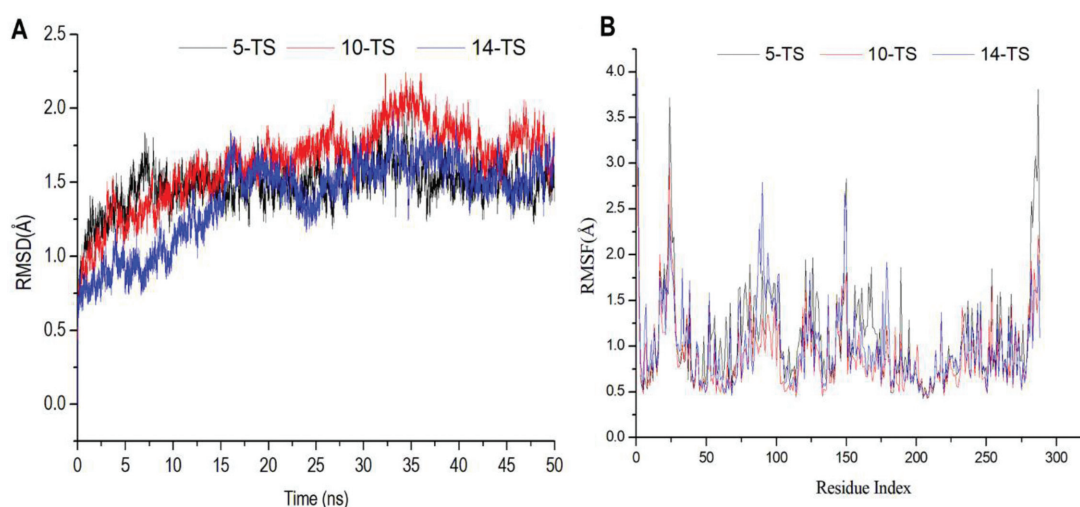 A
5-TS 10-TS 14-TS
2.5
2.0
1.5
1.0
0.5
0.0
RMSD(Å)
0 5 10 15 20 25 30 35 40 45 50
Time (ns)
B
5-TS 10-TS 14-TS
4.0
3.5
3.0
2.5
2.0
1.5
1.0
0.5
0.0
RMSF(Å)
0 50 100 150 200 250 300
Residue Index